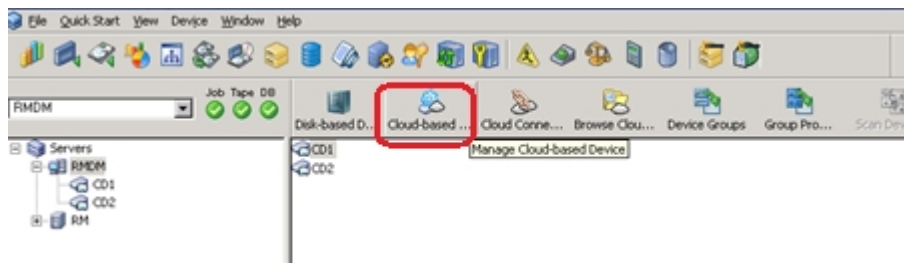 File Quick Start View Device Window Help
Job Tape DB
RMDM
Disk-based D... Cloud-based ... Cloud Conne... Browse Clou... Device Groups Group Pro... Scan Dev
Manage Cloud-based Device
Servers
RMDM
CD1
CD2
RM
CD1
CD2